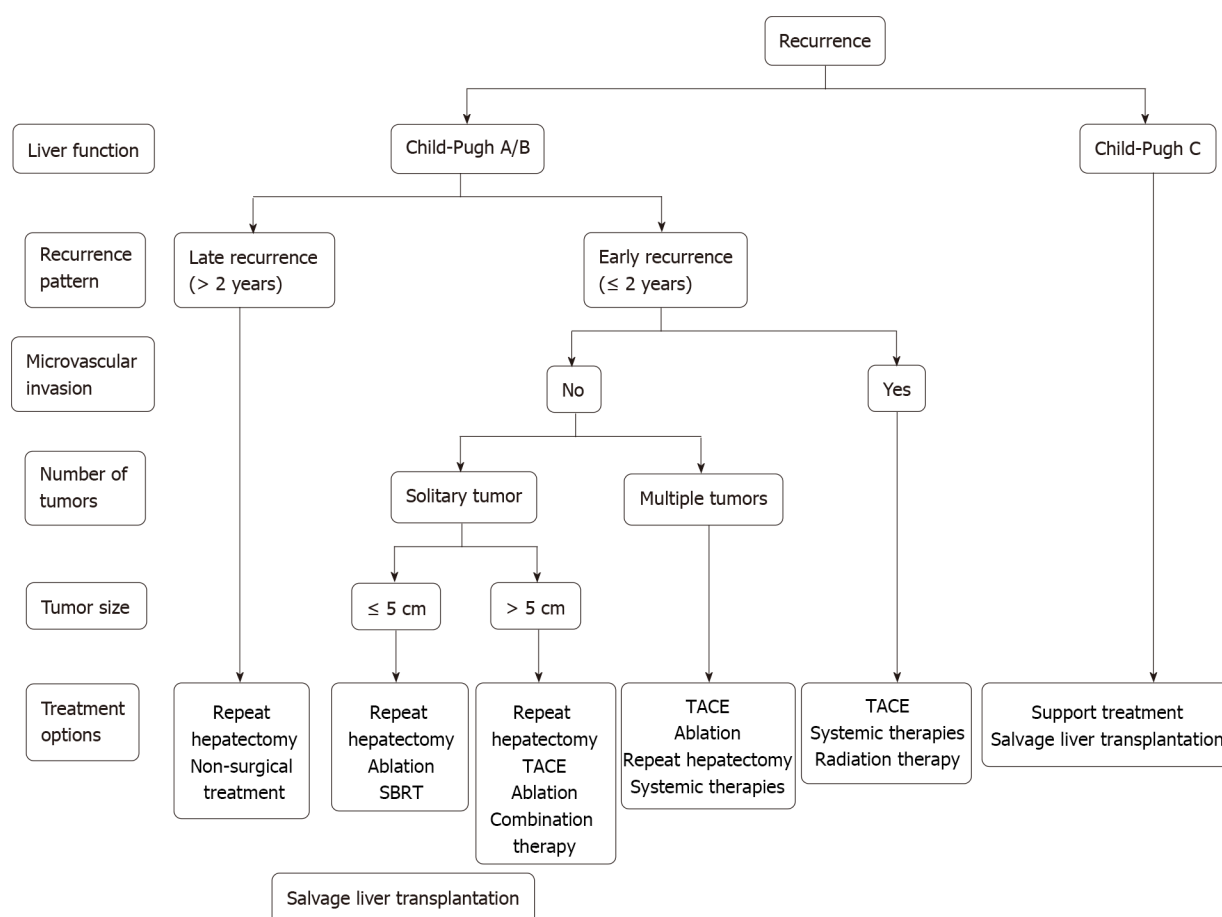 Recurrence
Liver function
Child-Pugh A/B
Child-Pugh C
Recurrence
pattern
Late recurrence
(> 2 years)
Early recurrence
(≤ 2 years)
Microvascular
invasion
No
Yes
Number of
tumors
Solitary tumor
Multiple tumors
Tumor size
≤ 5 cm
> 5 cm
Treatment
options
Repeat
hepatectomy
Non-surgical
treatment
Repeat
hepatectomy
Ablation
SBRT
Repeat
hepatectomy
TACE
Ablation
Combination
therapy
TACE
Ablation
Repeat hepatectomy
Systemic therapies
TACE
Systemic therapies
Radiation therapy
Support treatment
Salvage liver transplantation
Salvage liver transplantation